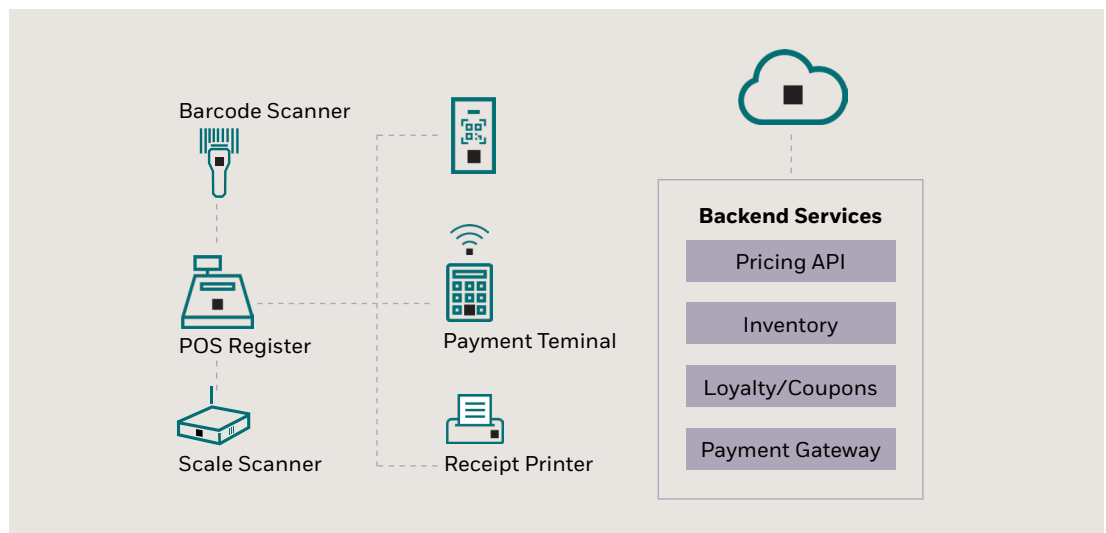 Barcode Scanner
POS Register
Scale Scanner
Payment Teminal
Receipt Printer
Backend Services
Pricing API
Inventory
Loyalty/Coupons
Payment Gateway